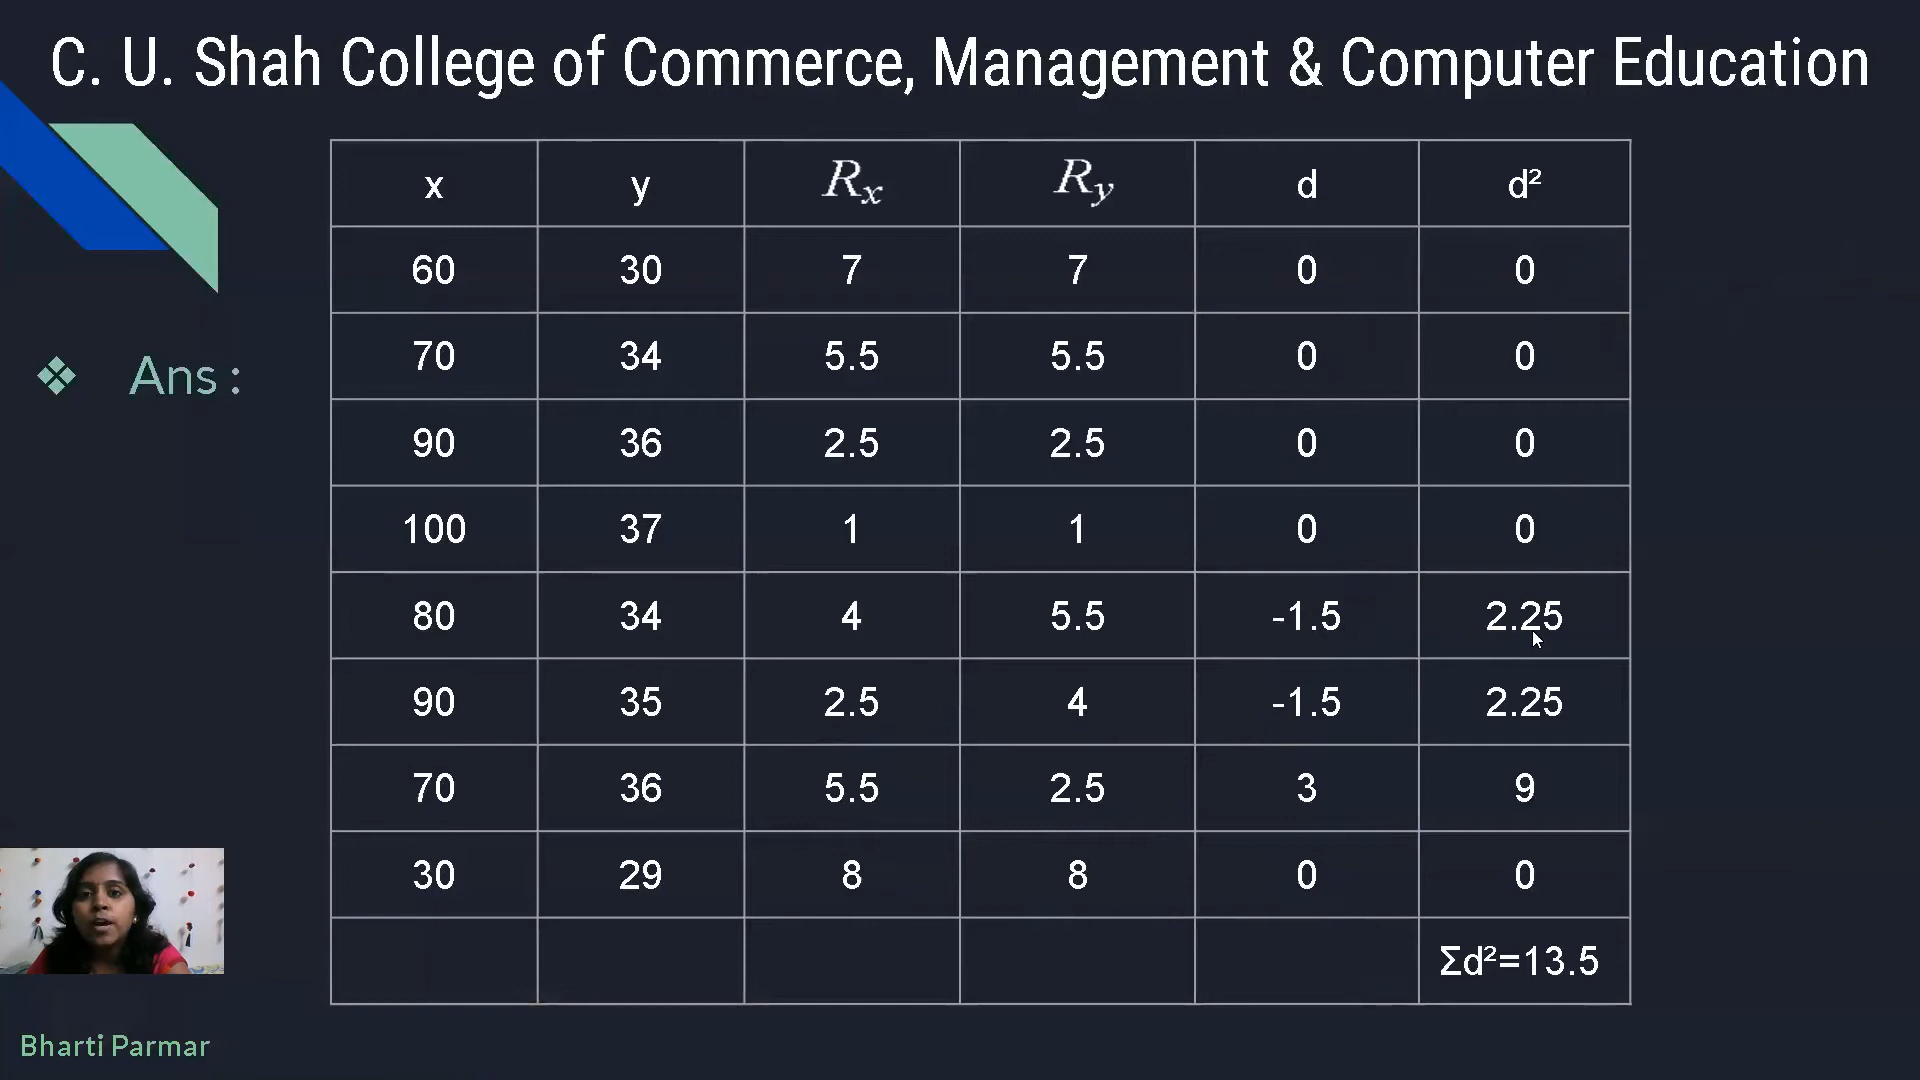 C. U. Shah College of Commerce, Management & Computer Education
❖ Ans :
x y Rx Ry d d²
60 30 7 7 0 0
70 34 5.5 5.5 0 0
90 36 2.5 2.5 0 0
100 37 1 1 0 0
80 34 4 5.5 -1.5 2.25
90 35 2.5 4 -1.5 2.25
70 36 5.5 2.5 3 9
30 29 8 8 0 0
Σd²=13.5
Bharti Parmar